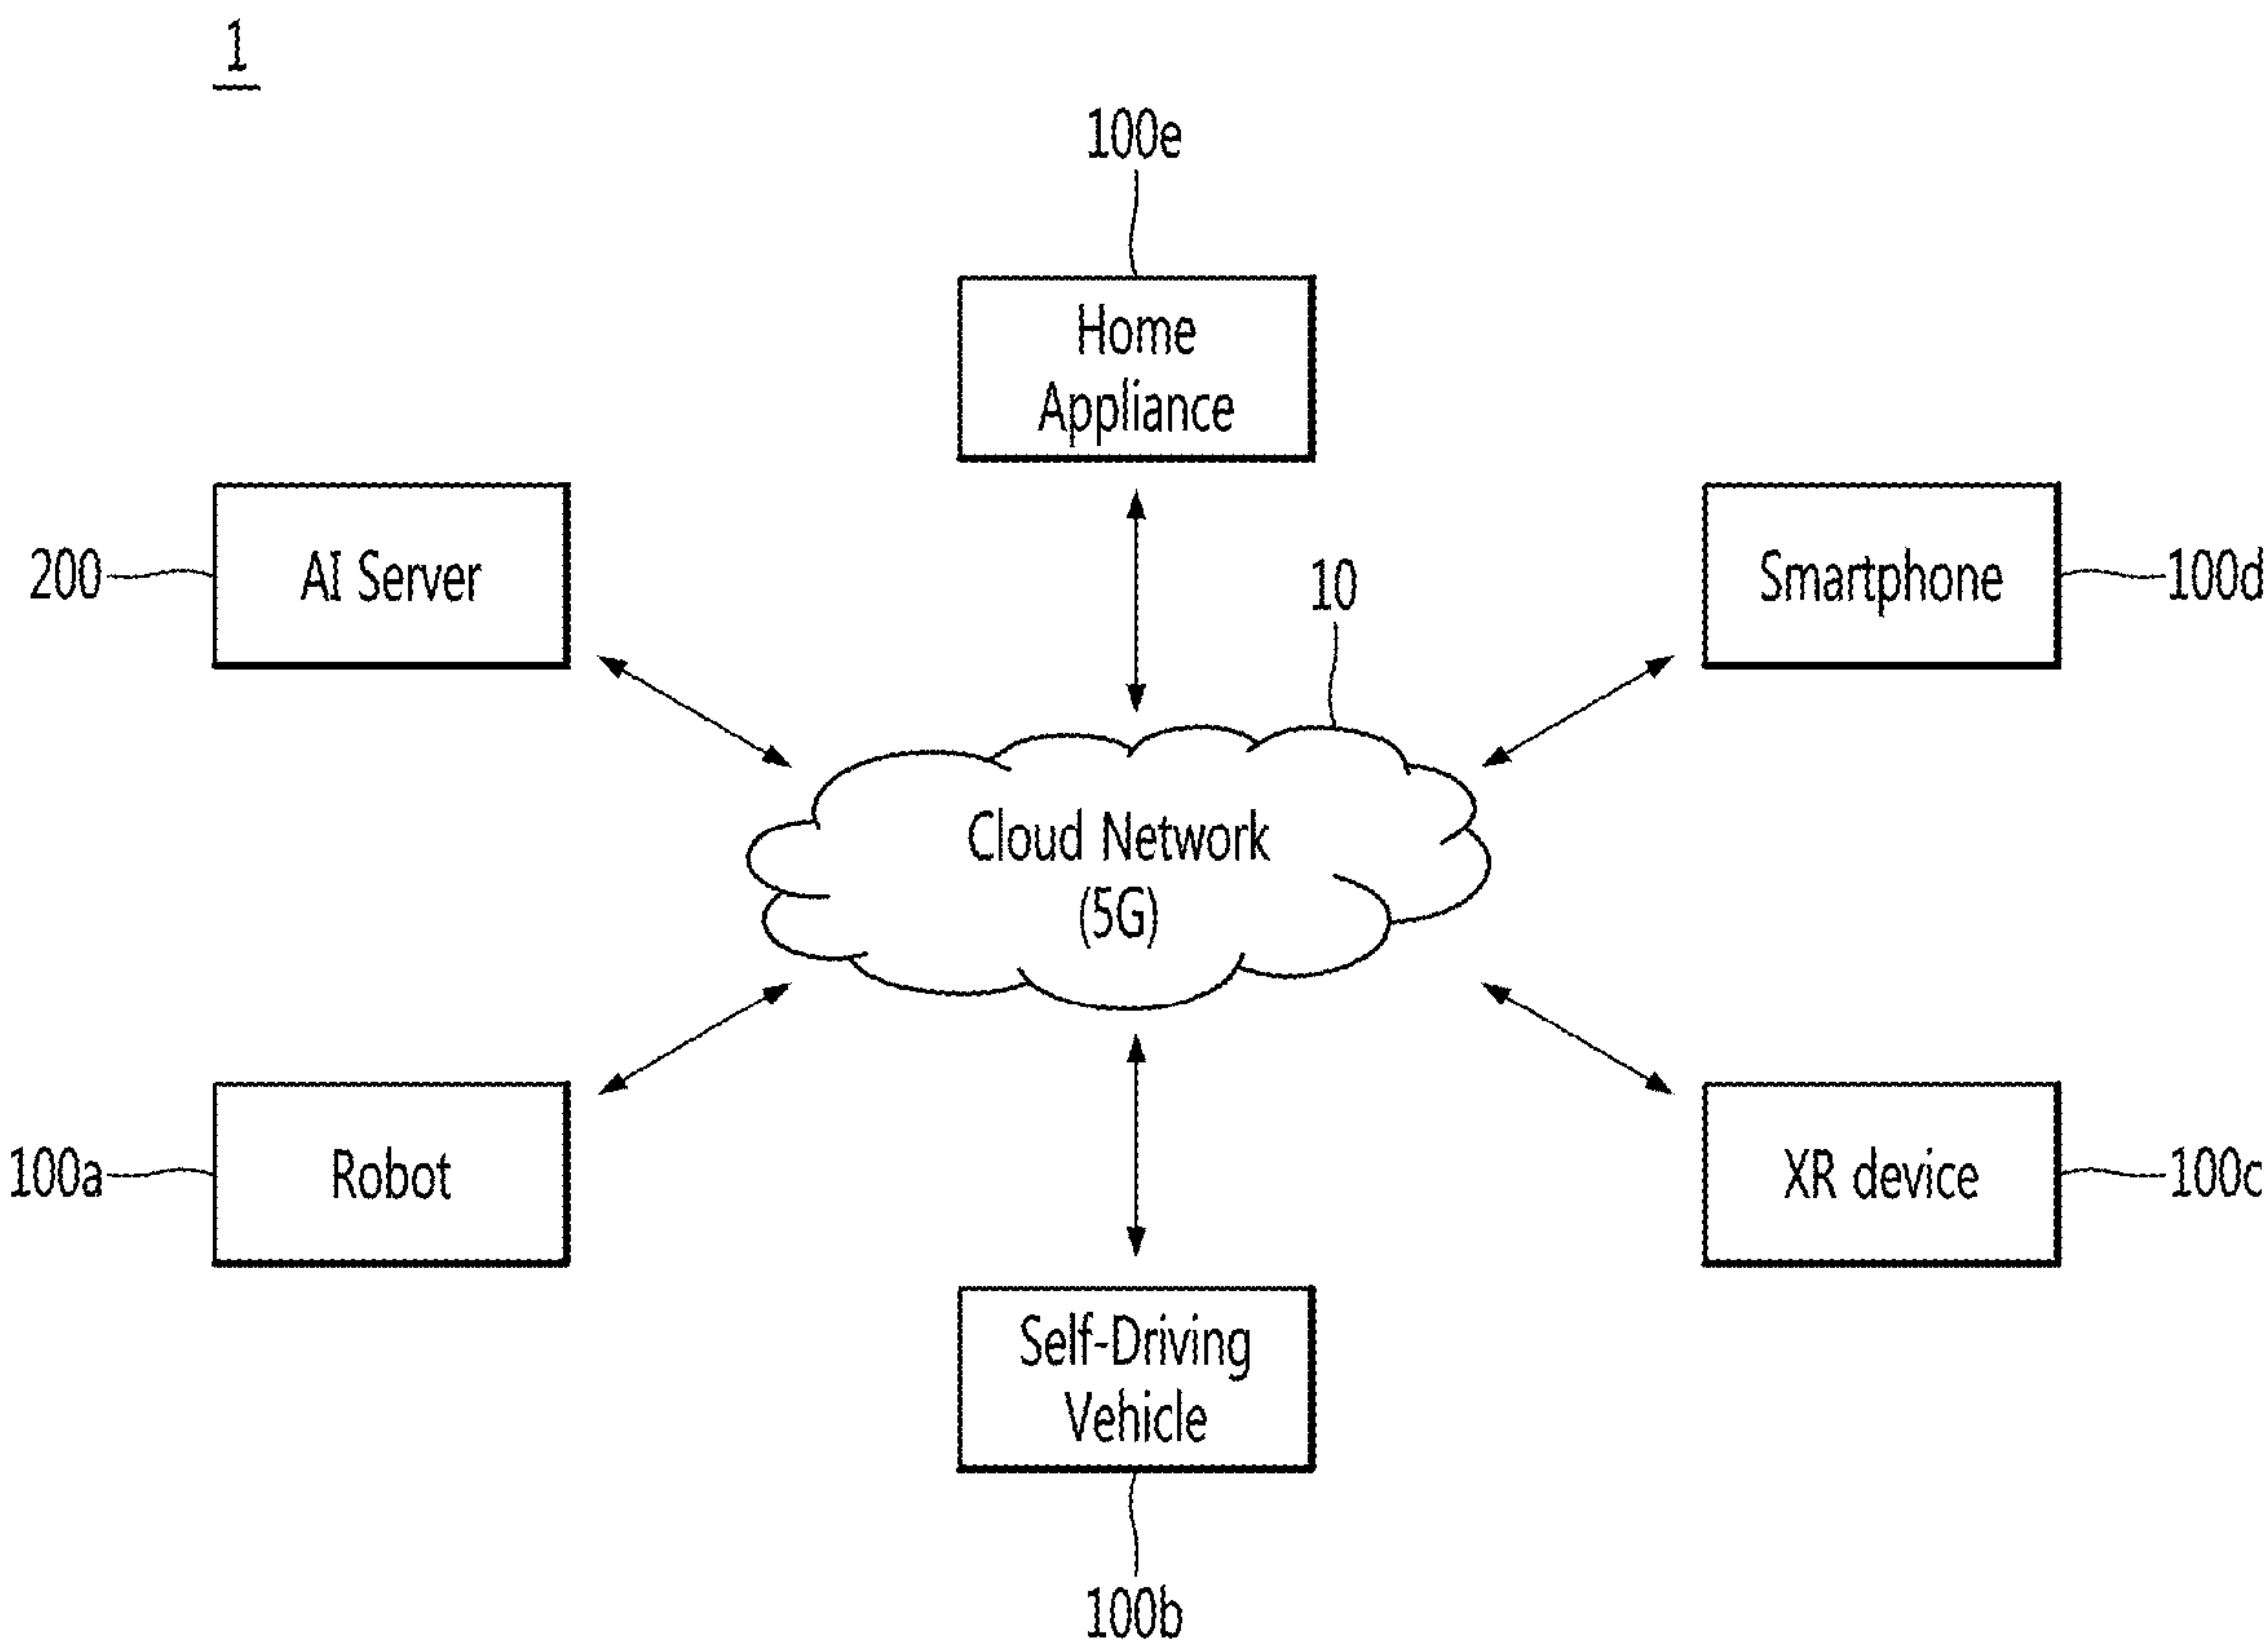 1
100e
Home
Appliance
200
AI Server
10
Smartphone
100d
Cloud Network
(5G)
100a
Robot
XR device
100c
Self-Driving
Vehicle
100b